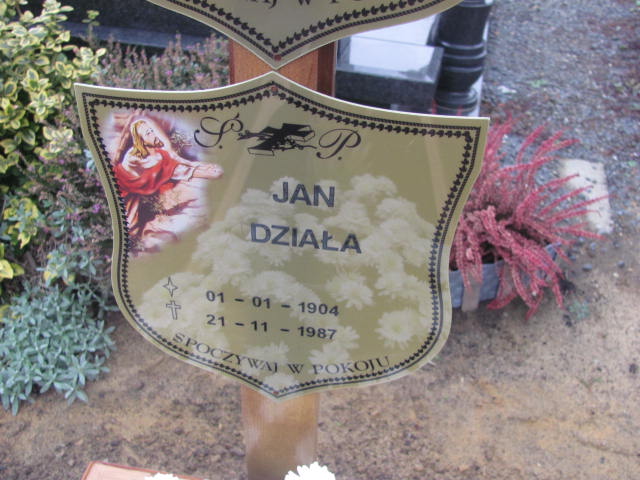 Ś. P.
JAN
DZIAŁA
01 - 01 - 1904
21 - 11 - 1987
SPOCZYWAJ W POKOJU